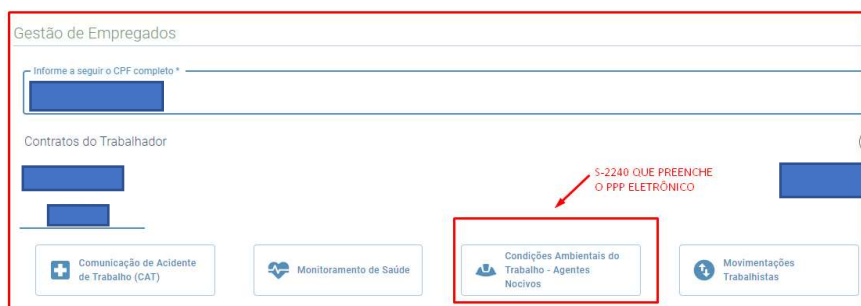 Gestão de Empregados
Informe a seguir o CPF completo *
Contratos do Trabalhador
(
S-2240 QUE PREENCHE
O PPP ELETRÔNICO
Comunicação de Acidente
de Trabalho (CAT)
Monitoramento de Saúde
Condições Ambientais do
Trabalho - Agentes
Nocivos
Movimentações
Trabalhistas